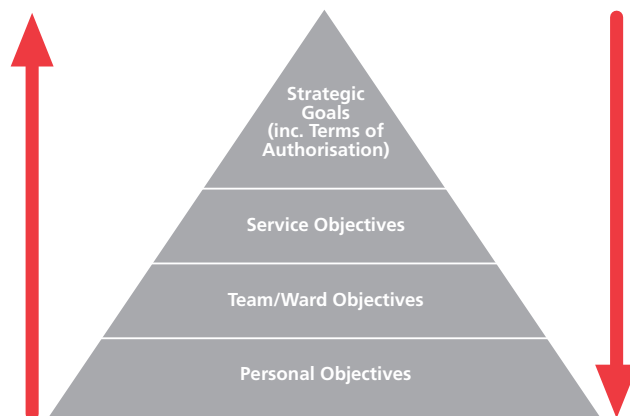 Strategic
Goals
(inc. Terms of
Authorisation)
Service Objectives
Team/Ward Objectives
Personal Objectives